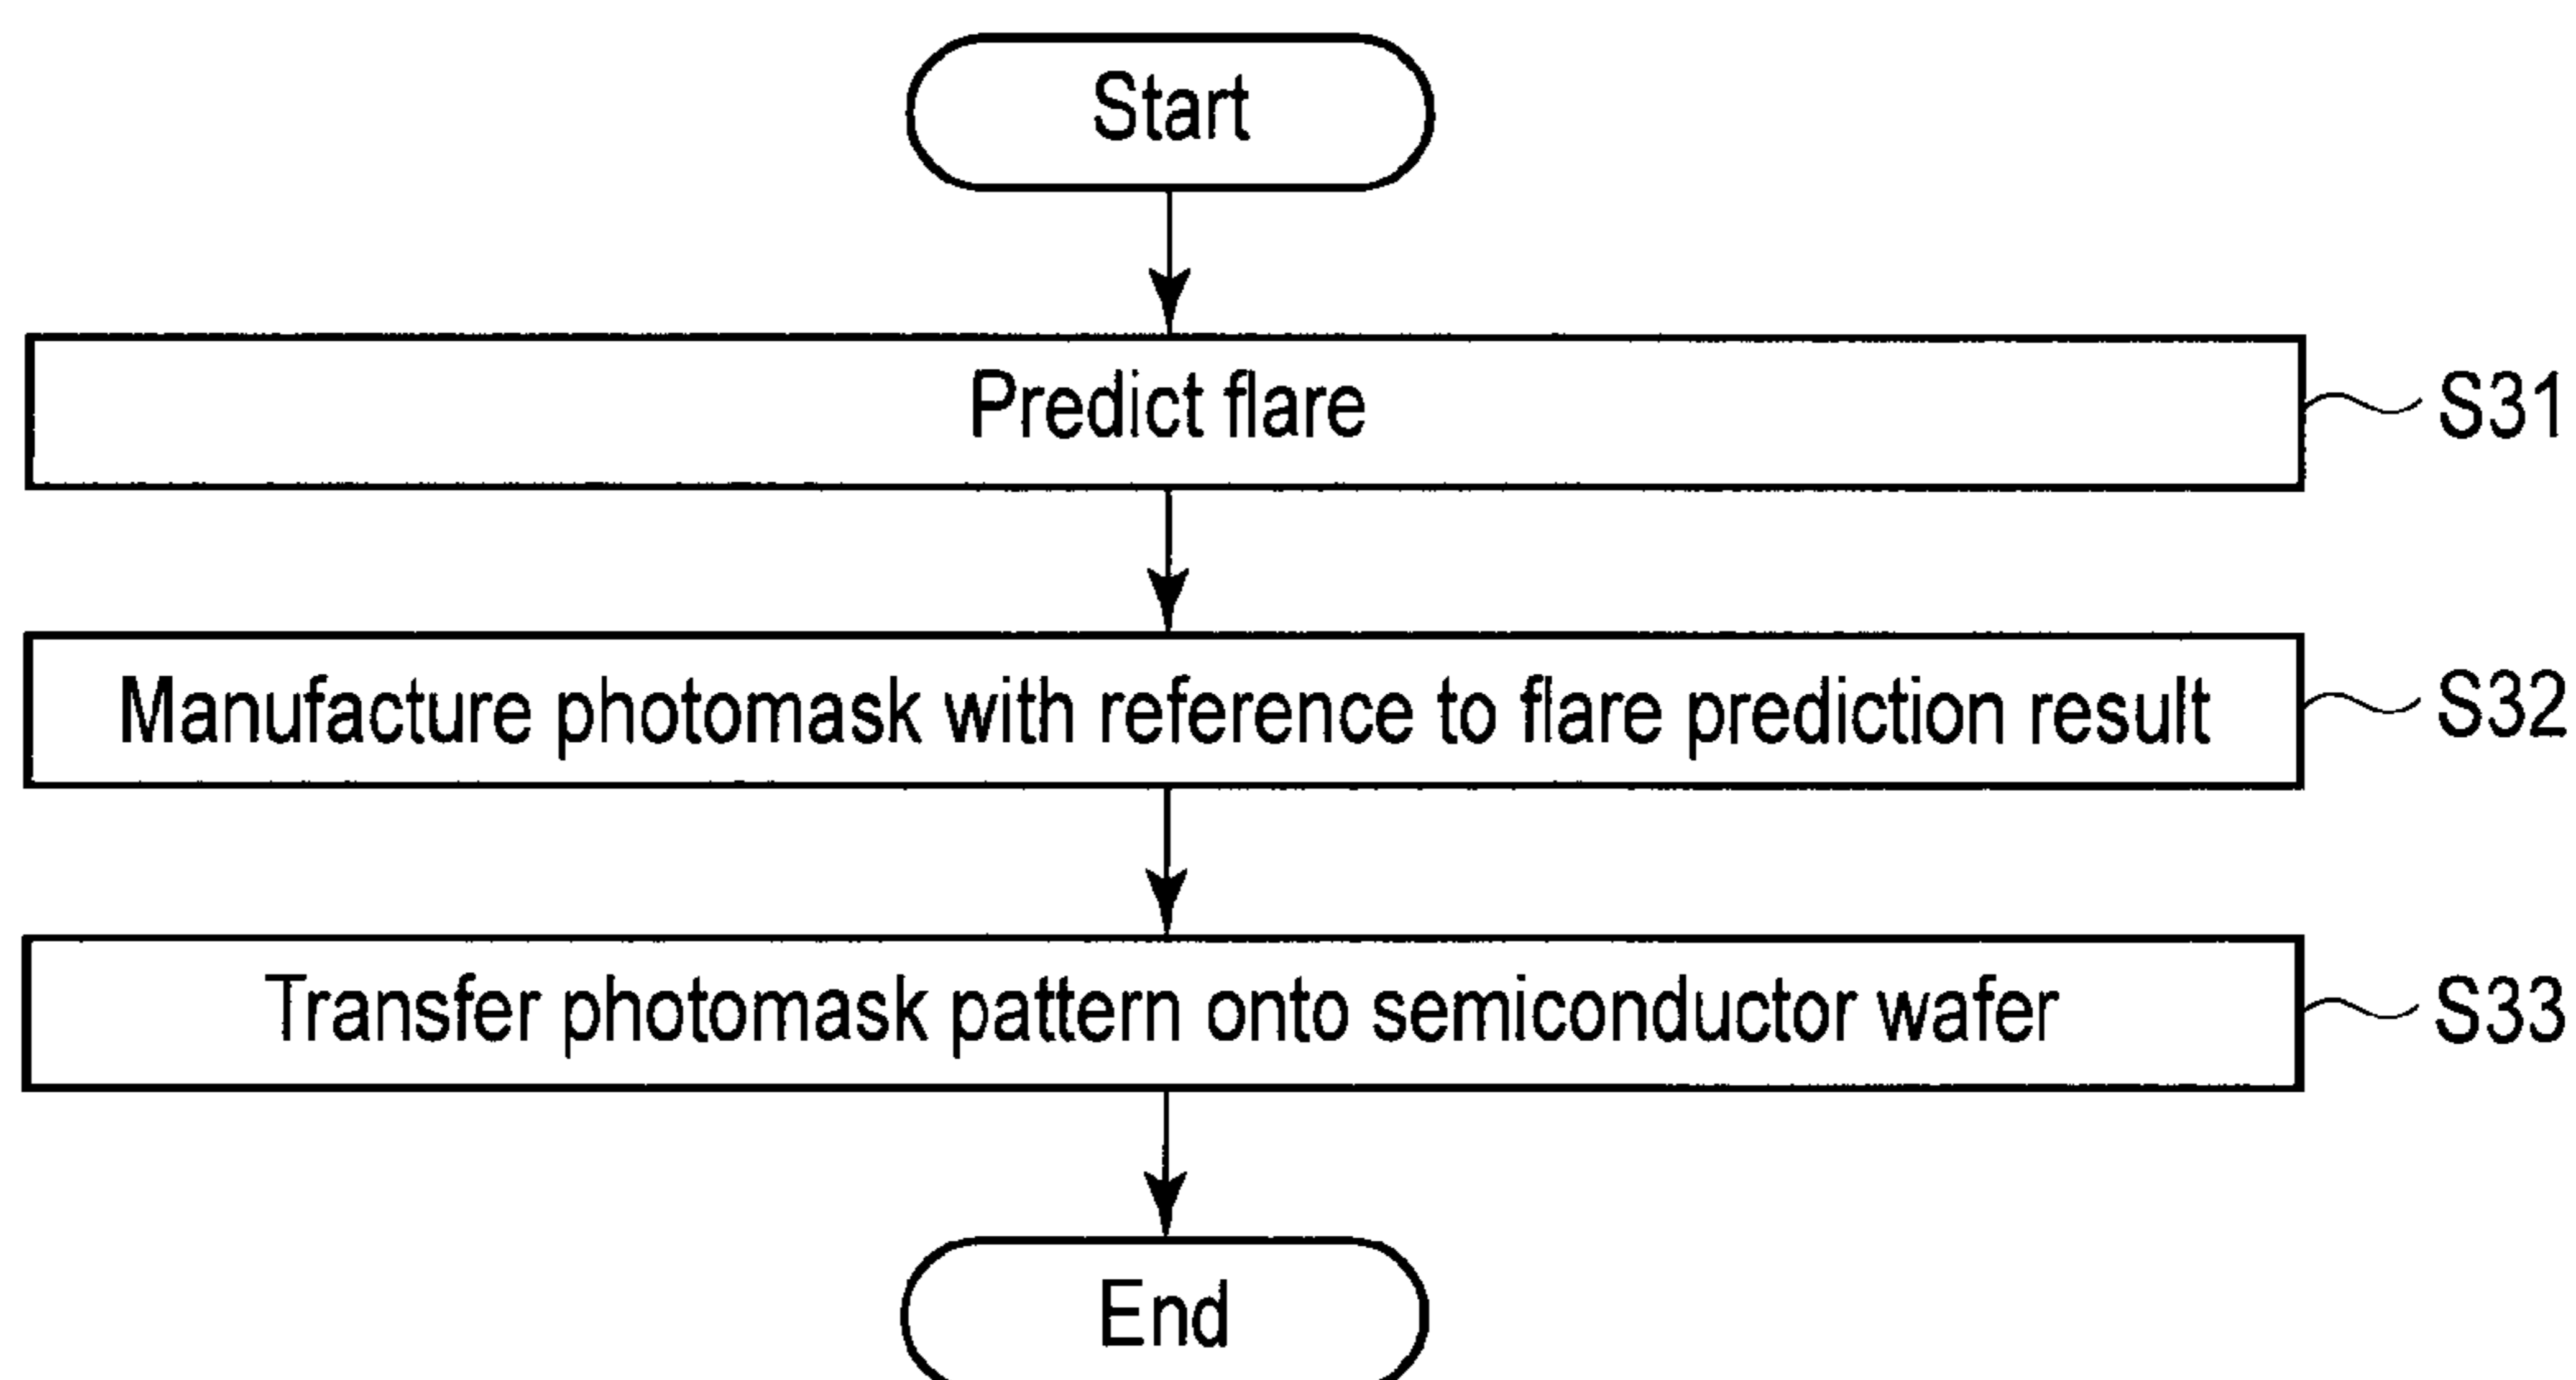 Start
Predict flare
S31
Manufacture photomask with reference to flare prediction result
S32
Transfer photomask pattern onto semiconductor wafer
S33
End